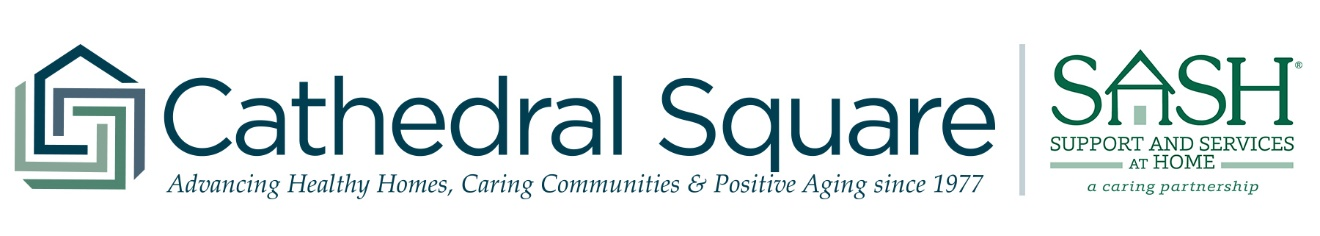 Cathedral Square
Advancing Healthy Homes, Caring Communities & Positive Aging since 1977
SASH®
SUPPORT AND SERVICES
AT HOME
a caring partnership